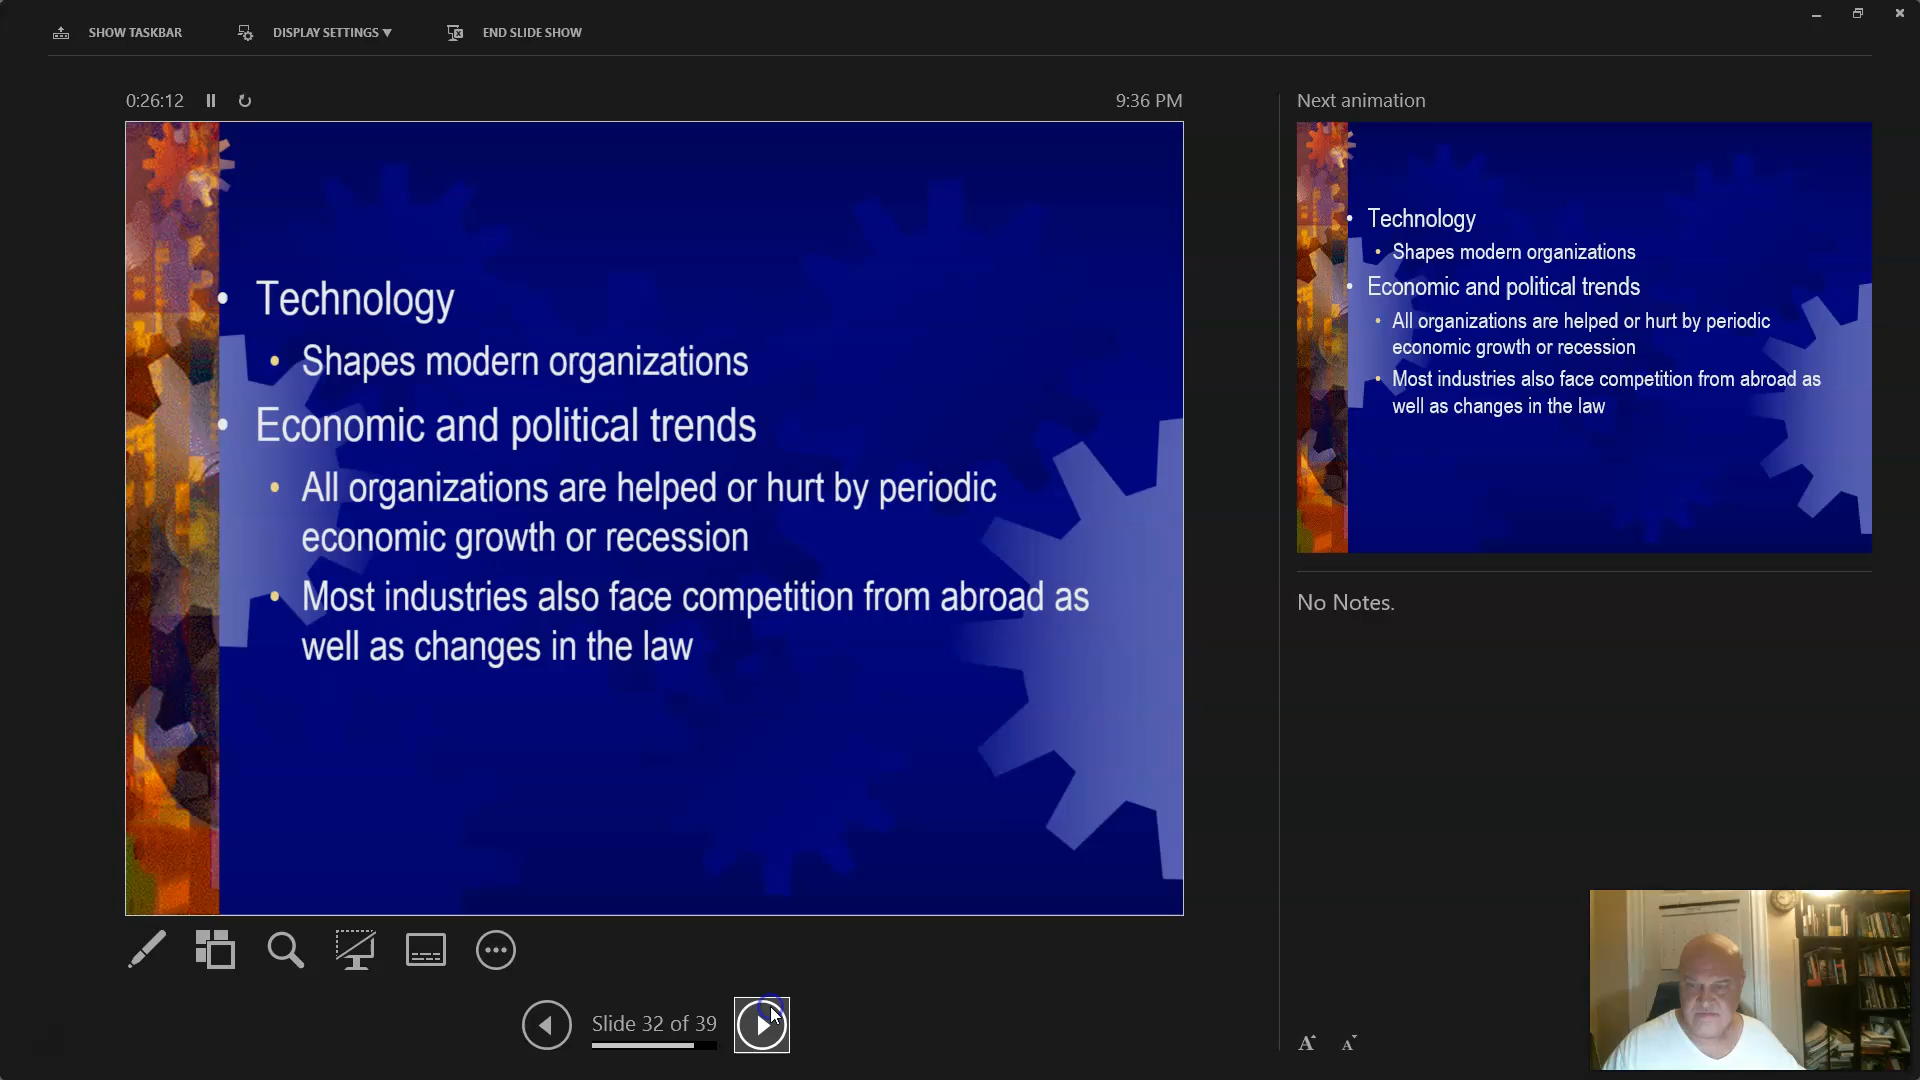 SHOW TASKBAR
DISPLAY SETTINGS ▼
END SLIDE SHOW
0:26:12
9:36 PM
• Technology
• Shapes modern organizations
• Economic and political trends
• All organizations are helped or hurt by periodic
economic growth or recession
• Most industries also face competition from abroad as
well as changes in the law
Slide 32 of 39
Next animation
• Technology
• Shapes modern organizations
• Economic and political trends
• All organizations are helped or hurt by periodic
economic growth or recession
• Most industries also face competition from abroad as
well as changes in the law
No Notes.
A A